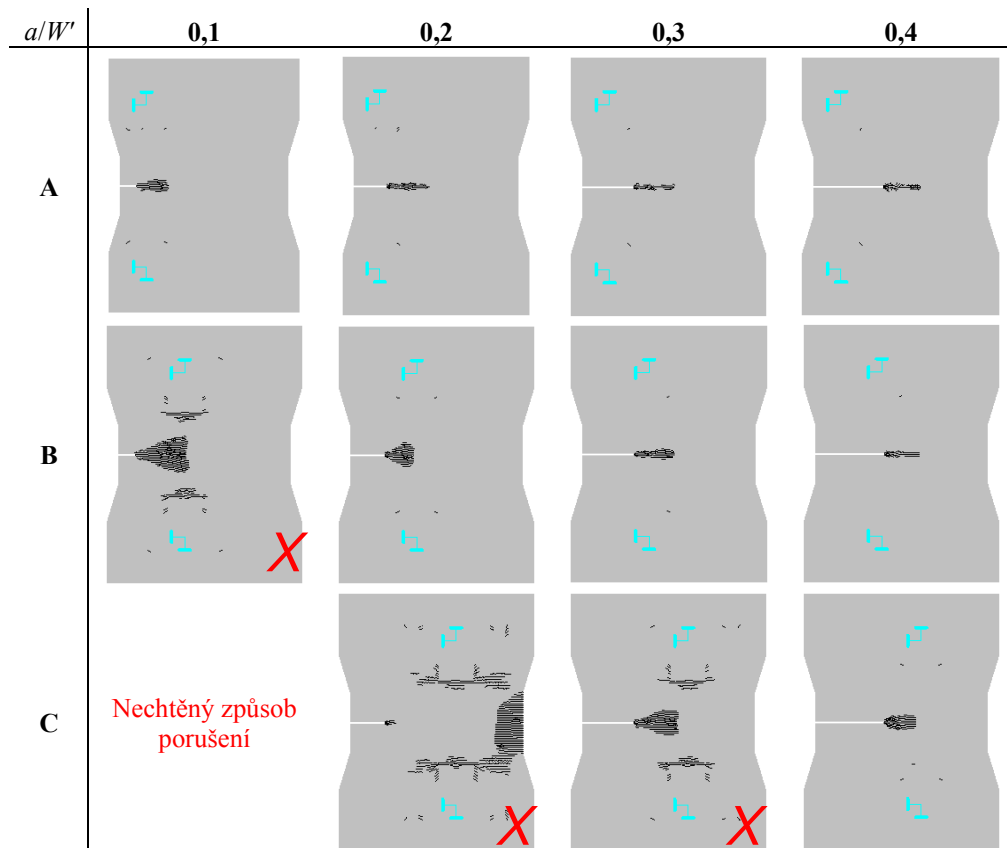 a/W' 0,1 0,2 0,3 0,4
A
B
X
C
Nechtěný způsob
porušení
X X